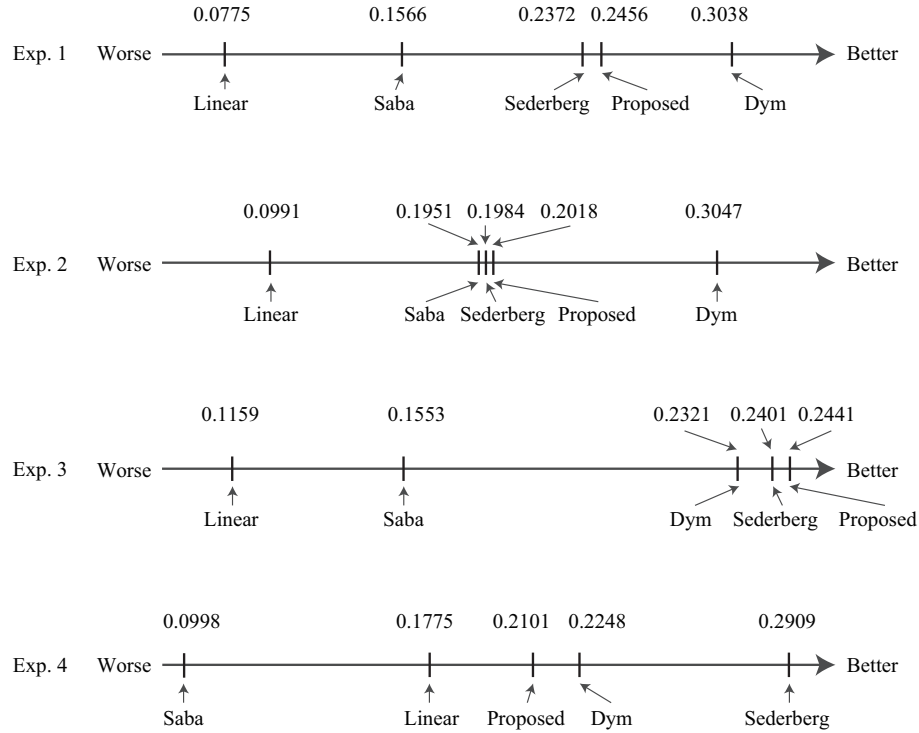 0.0775 0.1566 0.2372 0.2456 0.3038
Exp. 1 Worse Better
Linear Saba Sederberg Proposed Dym
0.0991 0.1951 0.1984 0.2018 0.3047
Exp. 2 Worse Better
Linear Saba Sederberg Proposed Dym
0.1159 0.1553 0.2321 0.2401 0.2441
Exp. 3 Worse Better
Linear Saba Dym Sederberg Proposed
0.0998 0.1775 0.2101 0.2248 0.2909
Exp. 4 Worse Better
Saba Linear Proposed Dym Sederberg